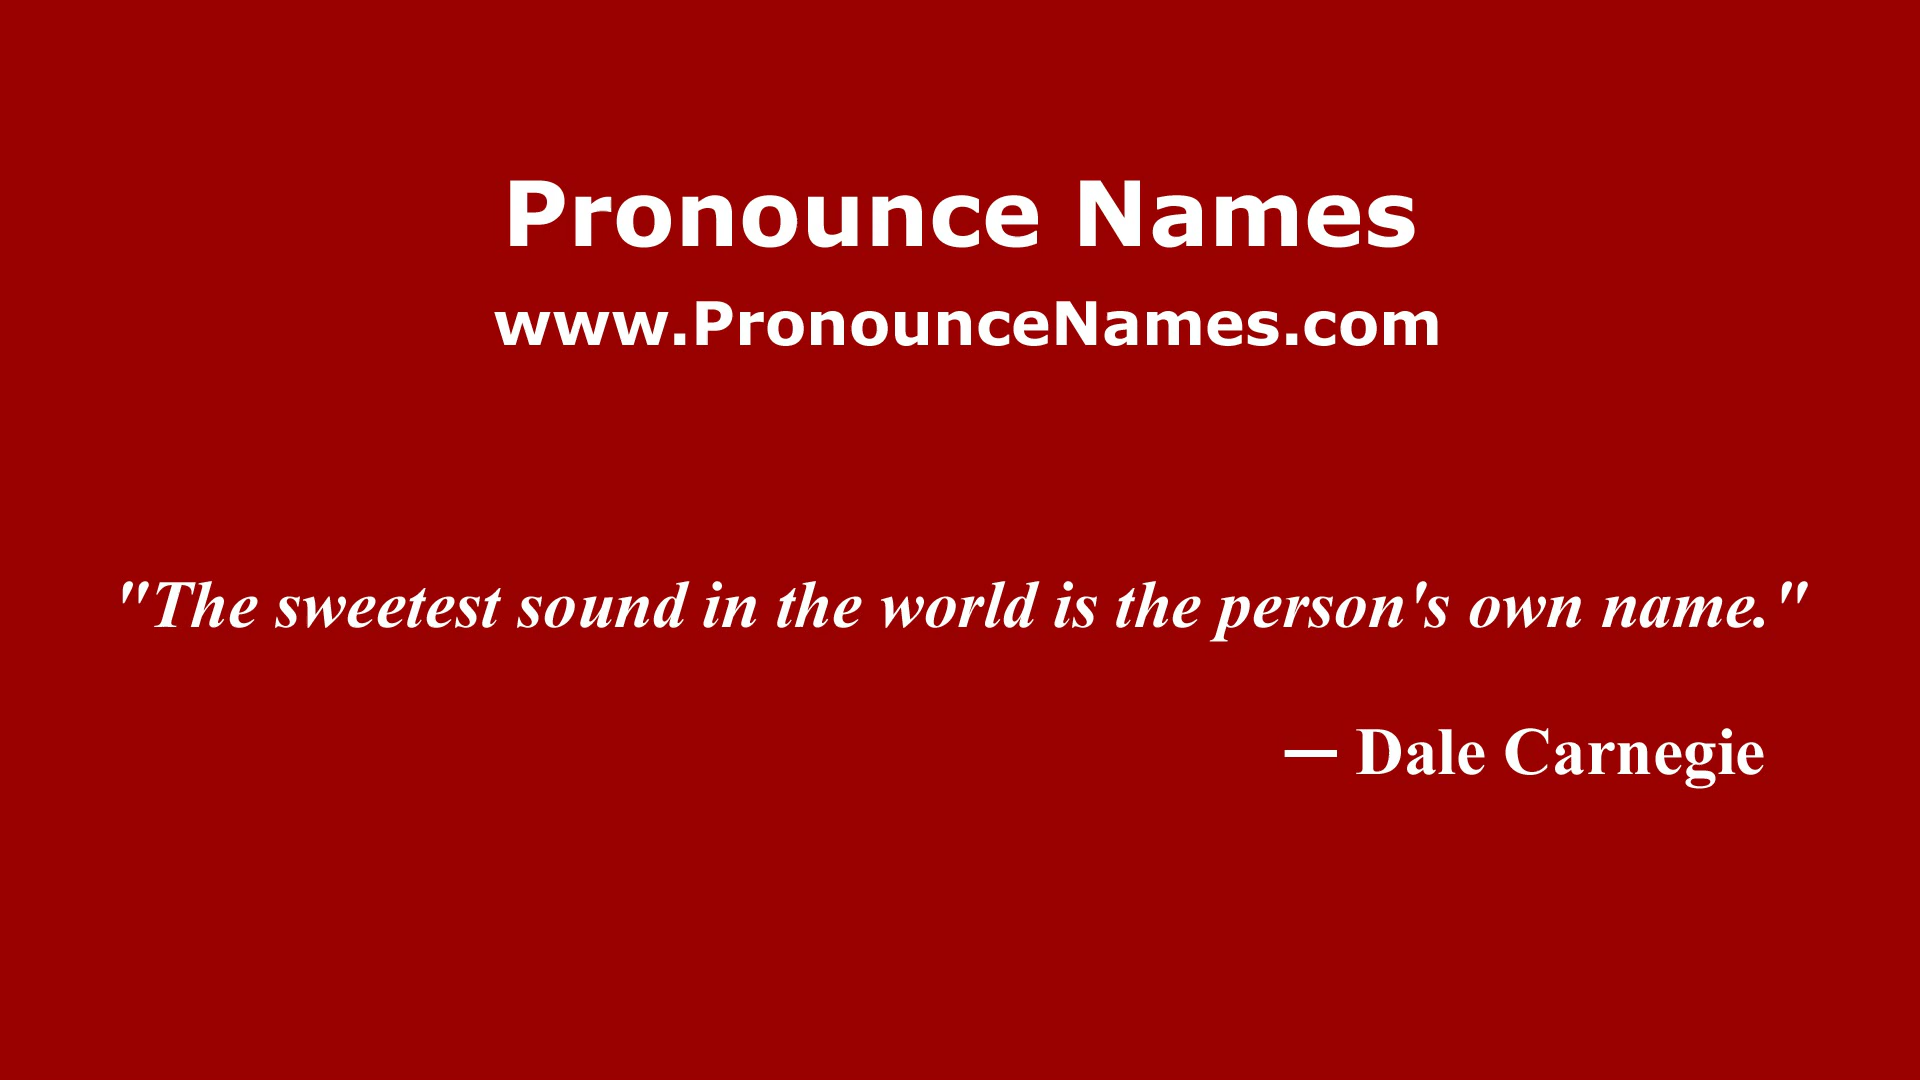 Pronounce Names
www.PronounceNames.com
"The sweetest sound in the world is the person's own name."
— Dale Carnegie